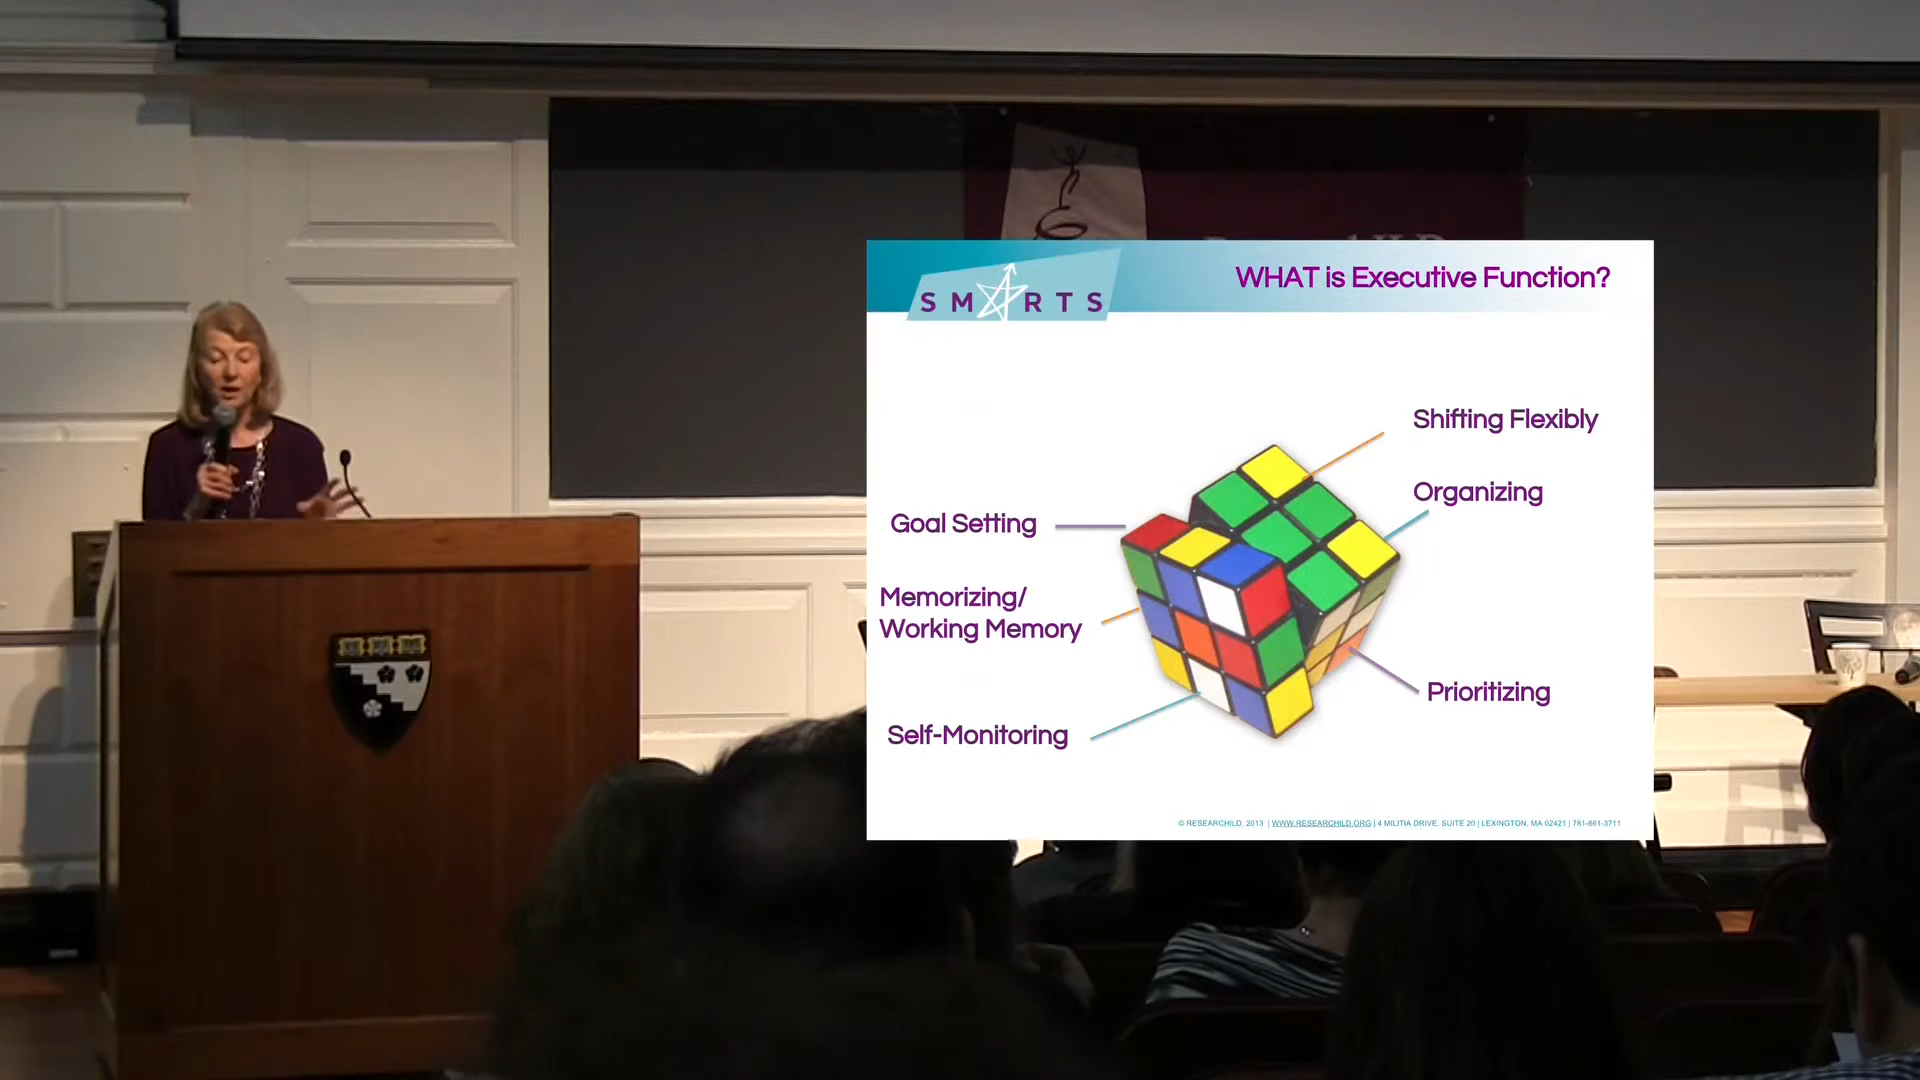 SMARTS
WHAT is Executive Function?
Shifting Flexibly
Organizing
Goal Setting
Memorizing/
Working Memory
Prioritizing
Self-Monitoring
© RESEARCHILD, 2013 | WWW.RESEARCHILD.ORG | 4 MILITIA DRIVE, SUITE 20 | LEXINGTON, MA 02421 | 781-861-3711